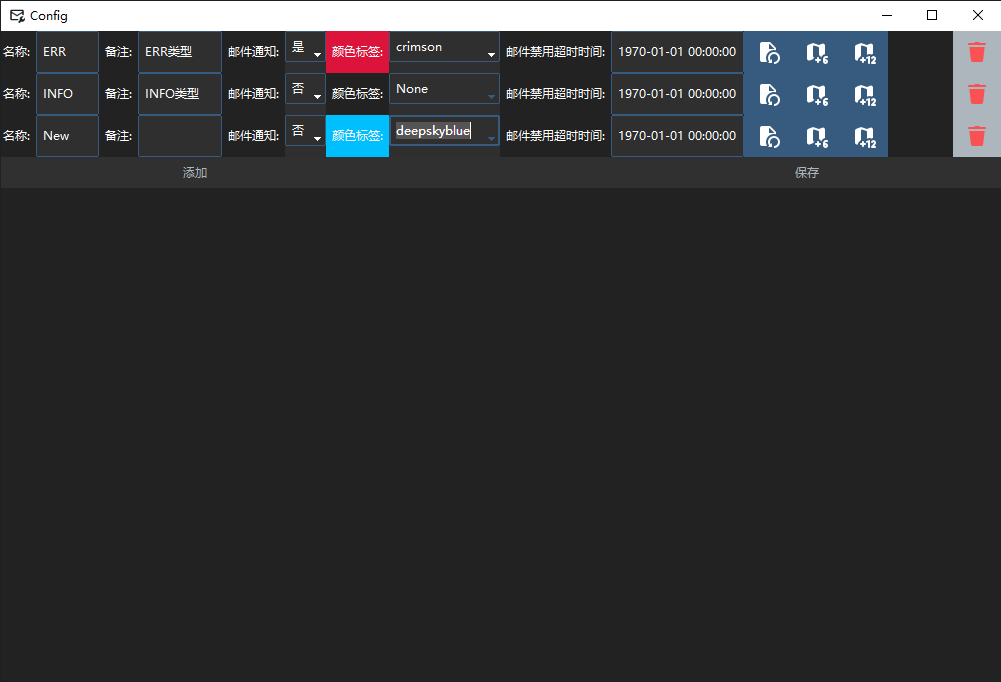 Config
名称: ERR 备注: ERR类型 邮件通知: 是 颜色标签: crimson 邮件禁用超时时间: 1970-01-01 00:00:00 +6 +12
名称: INFO 备注: INFO类型 邮件通知: 否 颜色标签: None 邮件禁用超时时间: 1970-01-01 00:00:00 +6 +12
名称: New 备注: 邮件通知: 否 颜色标签: deepskyblue 邮件禁用超时时间: 1970-01-01 00:00:00 +6 +12
添加 保存